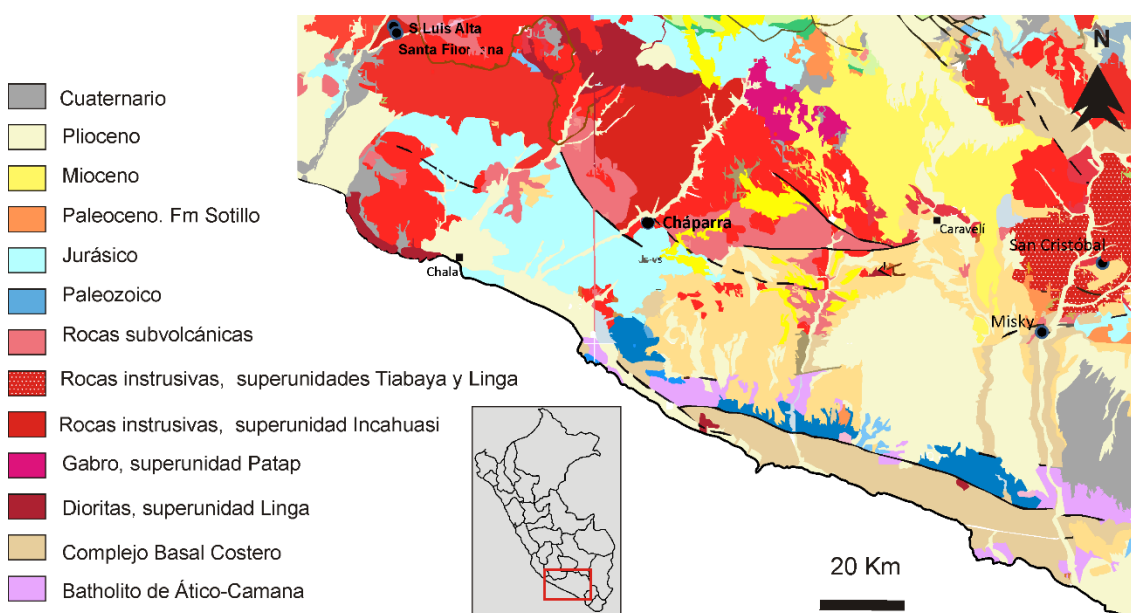 Cuaternario
Plioceno
Mioceno
Paleoceno. Fm Sotillo
Jurásico
Paleozoico
Rocas subvolcánicas
Rocas instrusivas, superunidades Tiabaya y Linga
Rocas instrusivas, superunidad Incahuasi
Gabro, superunidad Patap
Dioritas, superunidad Linga
Complejo Basal Costero
Batholito de Ático-Camana
S.Luis Alta
Santa Filomena
N
Cháparra
Caravelí
San Cristóbal
Chala
Misky
20 Km